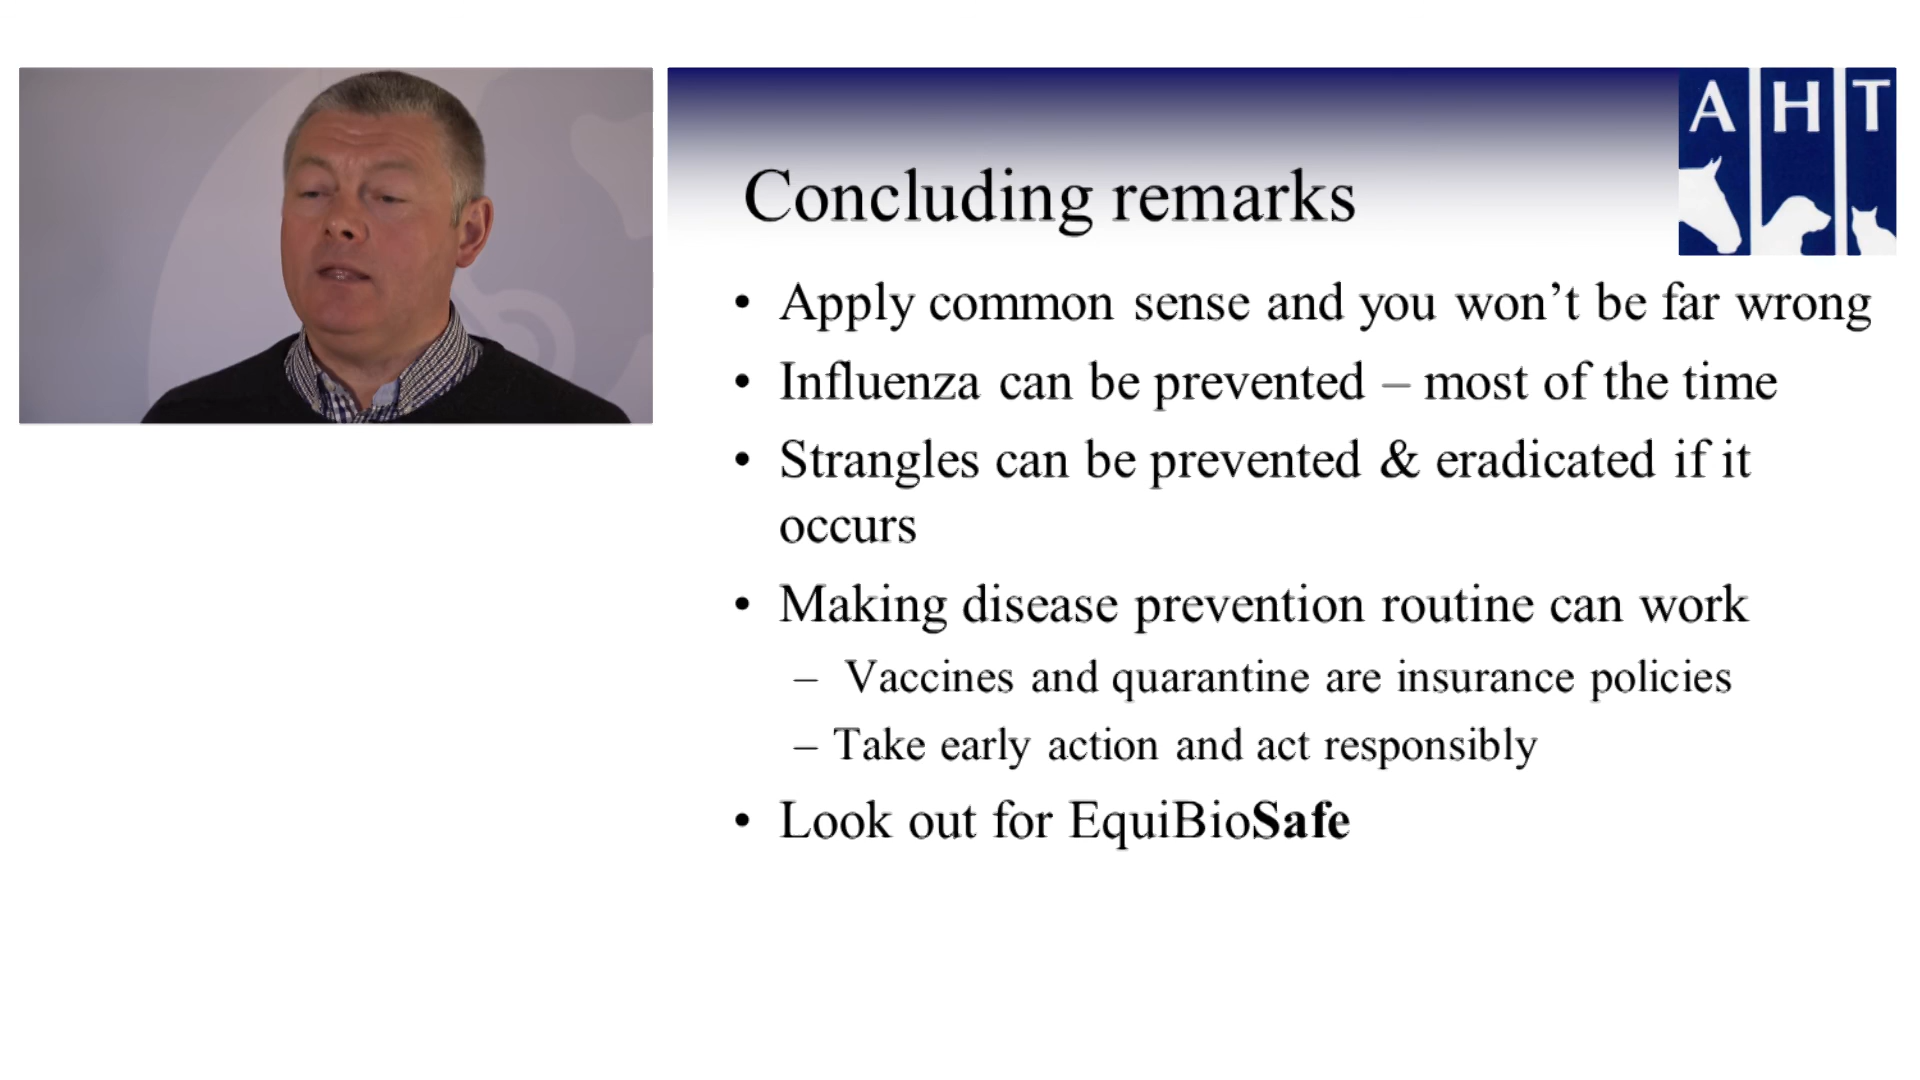 A H T
Concluding remarks
• Apply common sense and you won’t be far wrong
• Influenza can be prevented – most of the time
• Strangles can be prevented & eradicated if it
occurs
• Making disease prevention routine can work
– Vaccines and quarantine are insurance policies
– Take early action and act responsibly
• Look out for EquiBioSafe